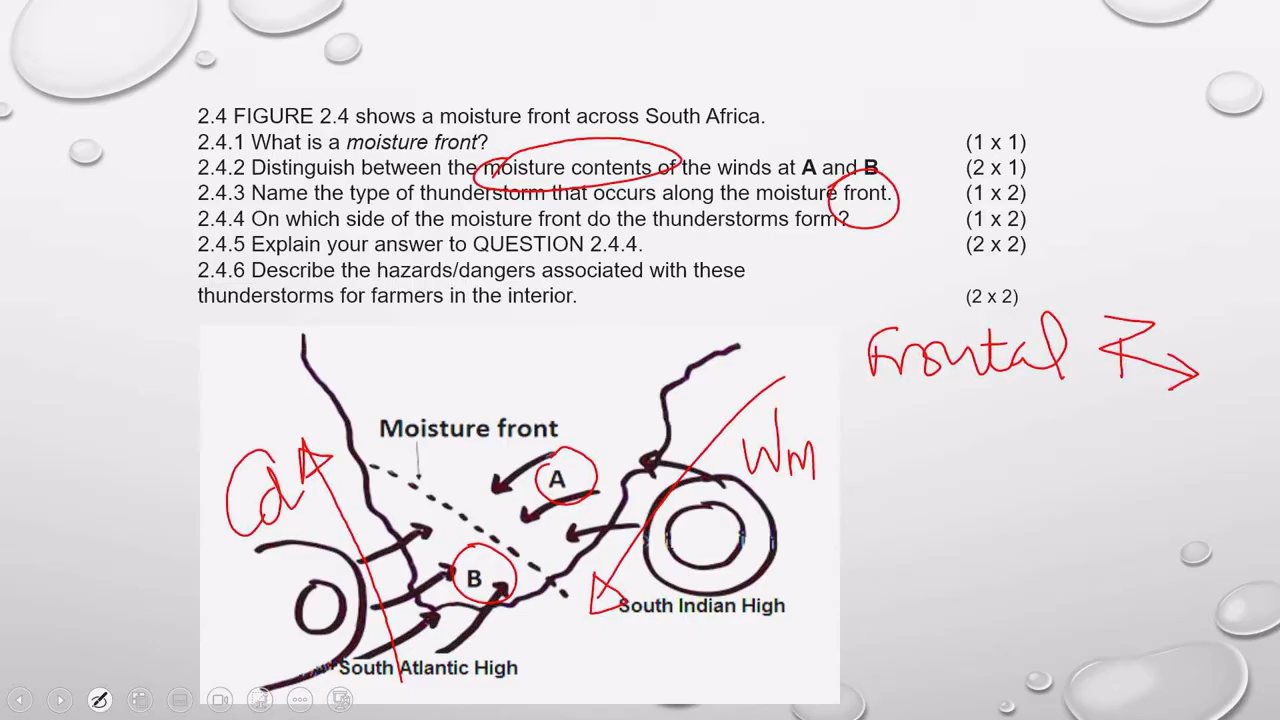 2.4 FIGURE 2.4 shows a moisture front across South Africa.
2.4.1 What is a moisture front? (1 x 1)
2.4.2 Distinguish between the moisture contents of the winds at A and B (2 x 1)
2.4.3 Name the type of thunderstorm that occurs along the moisture front. (1 x 2)
2.4.4 On which side of the moisture front do the thunderstorms form? (1 x 2)
2.4.5 Explain your answer to QUESTION 2.4.4. (2 x 2)
2.4.6 Describe the hazards/dangers associated with these
thunderstorms for farmers in the interior. (2 x 2)
Frontal
Moisture front
Wm
A
Cd
B
South Indian High
South Atlantic High